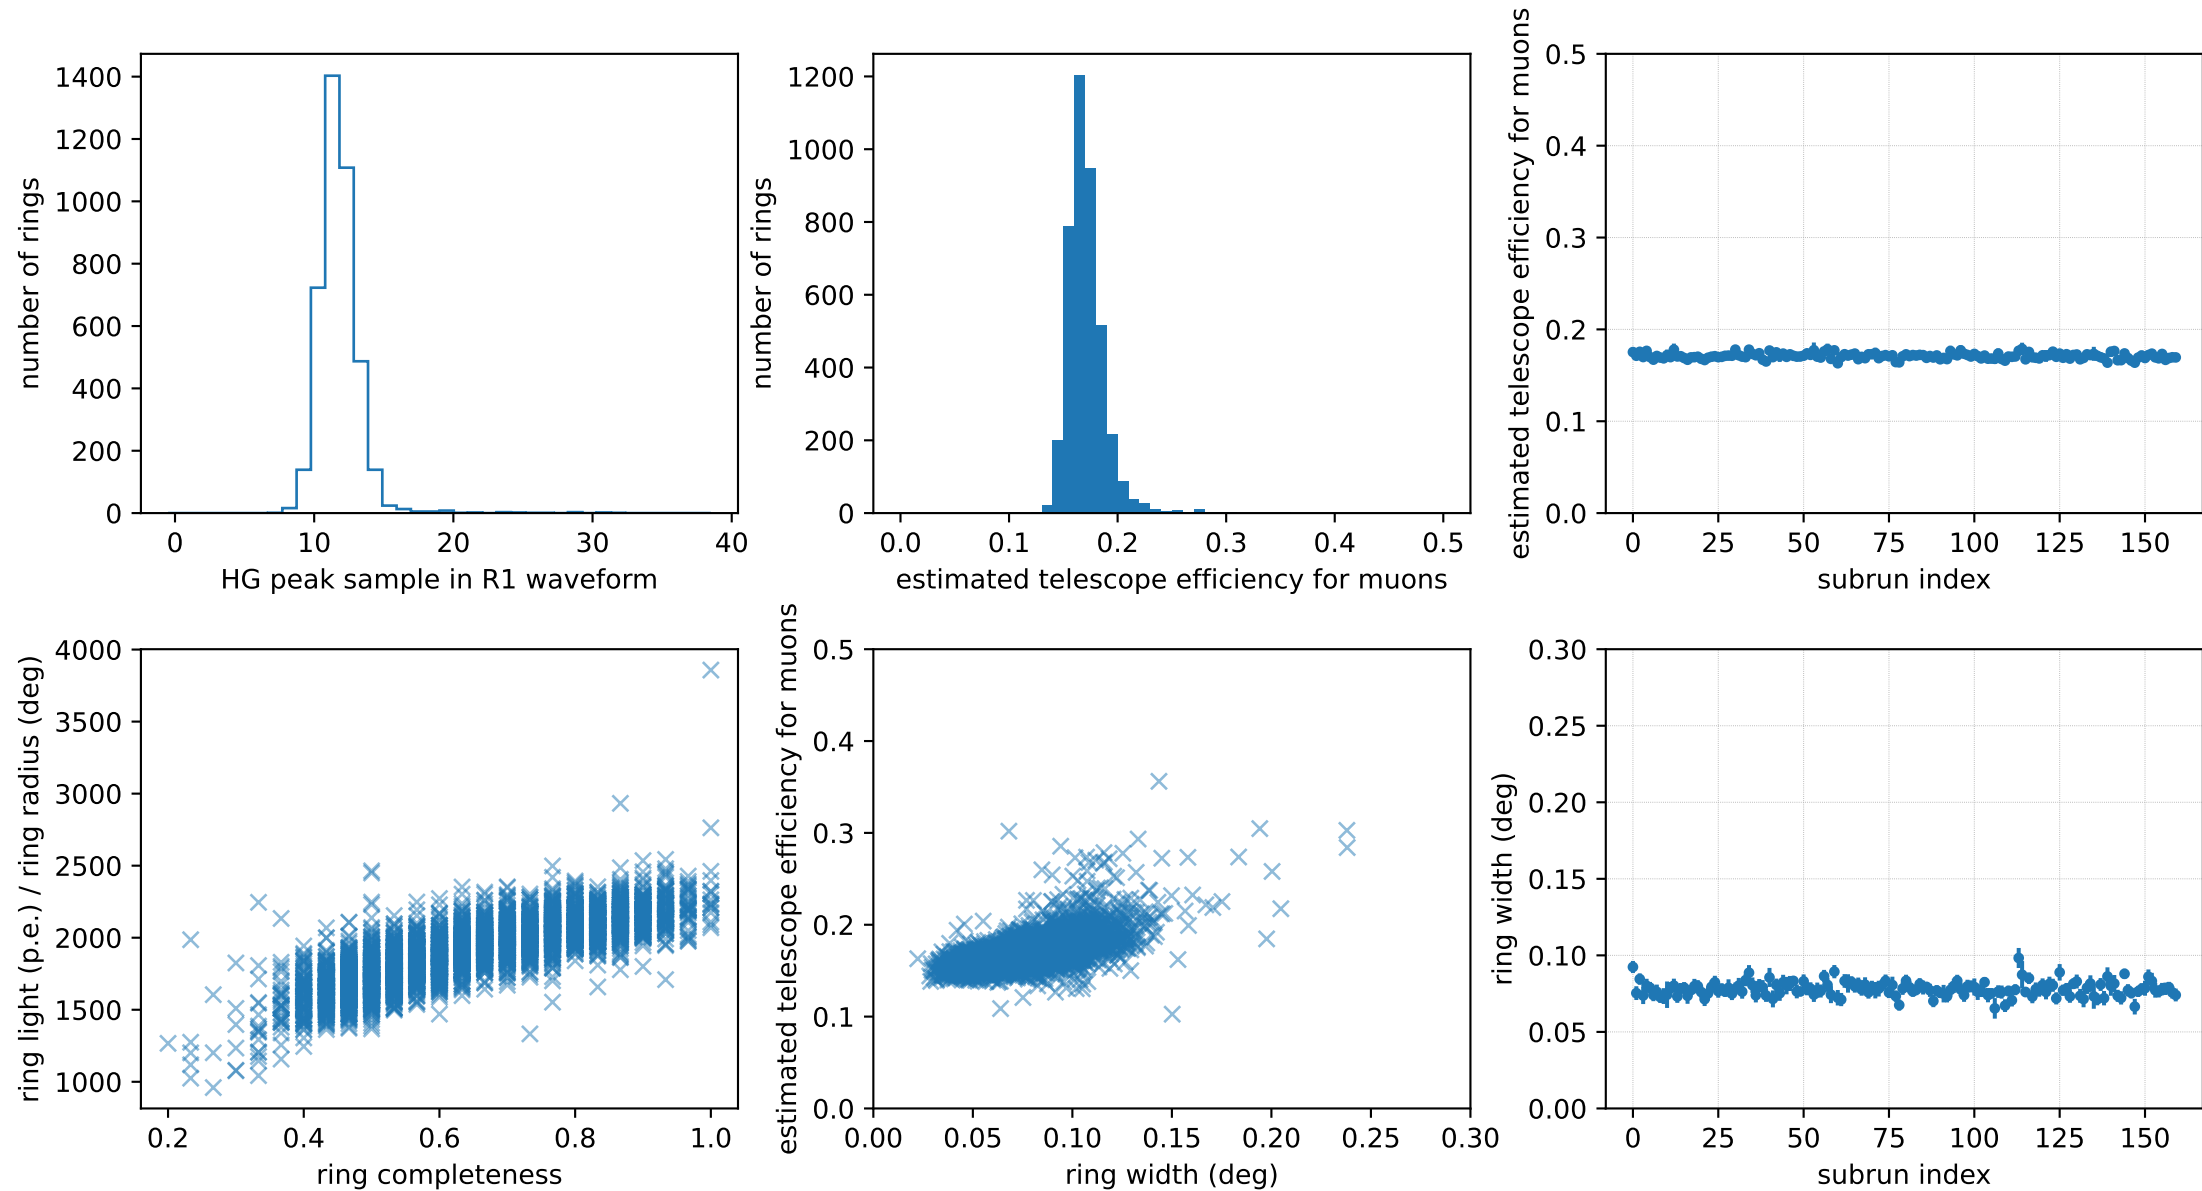 number of rings
1400
1200
1000
800
600
400
200
0
0 10 20 30 40
HG peak sample in R1 waveform
number of rings
1200
1000
800
600
400
200
0
0.0 0.1 0.2 0.3 0.4 0.5
estimated telescope efficiency for muons
estimated telescope efficiency for muons
0.5
0.4
0.3
0.2
0.1
0.0
0 25 50 75 100 125 150
subrun index
ring light (p.e.) / ring radius (deg)
4000
3500
3000
2500
2000
1500
1000
0.2 0.4 0.6 0.8 1.0
ring completeness
estimated telescope efficiency for muons
0.5
0.4
0.3
0.2
0.1
0.0
0.00 0.05 0.10 0.15 0.20 0.25 0.30
ring width (deg)
ring width (deg)
0.30
0.25
0.20
0.15
0.10
0.05
0.00
0 25 50 75 100 125 150
subrun index